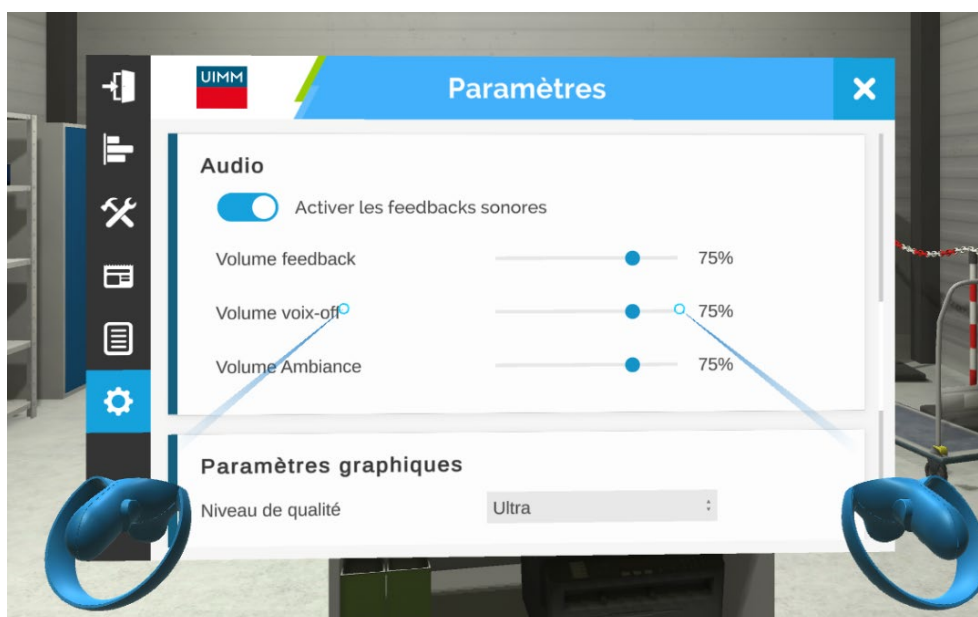 UIMM
Paramètres
Audio
Activer les feedbacks sonores
Volume feedback 75%
Volume voix-off 75%
Volume Ambiance 75%
Paramètres graphiques
Niveau de qualité Ultra